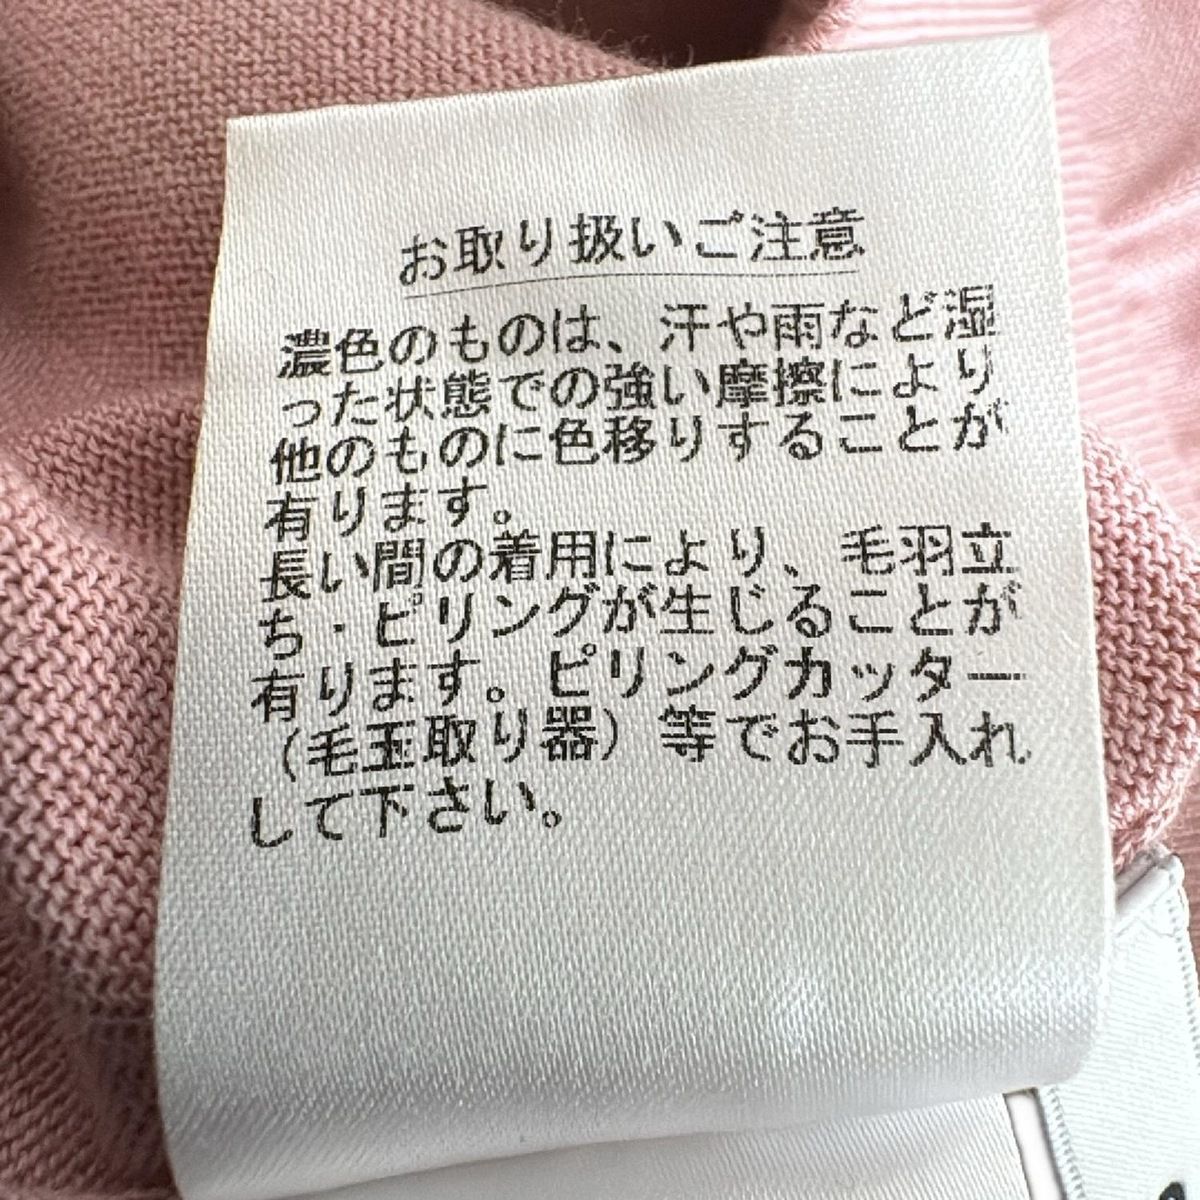 お取り扱いご注意
濃色のものは、汗や雨など湿
った状態での強い摩擦により
他のものに色移りすることが
有ります。
長い間の着用により、毛羽立
ち・ピリングが生じることが
有ります。ピリングカッター
（毛玉取り器）等でお手入れ
して下さい。